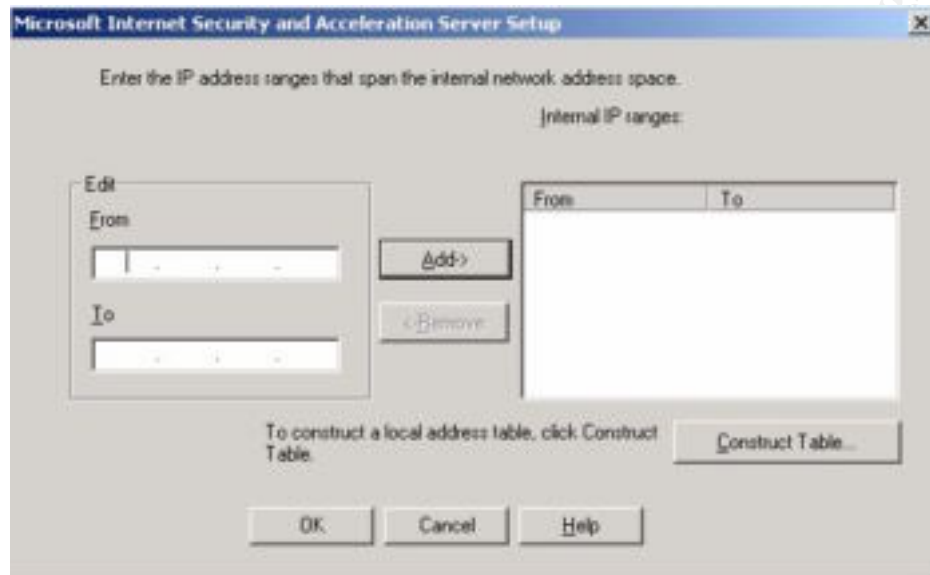 Microsoft Internet Security and Acceleration Server Setup
Enter the IP address ranges that span the internal network address space.
Internal IP ranges:
Edit
From
To
Add->
<-Remove
From To
To construct a local address table, click Construct
Table.
Construct Table...
OK Cancel Help